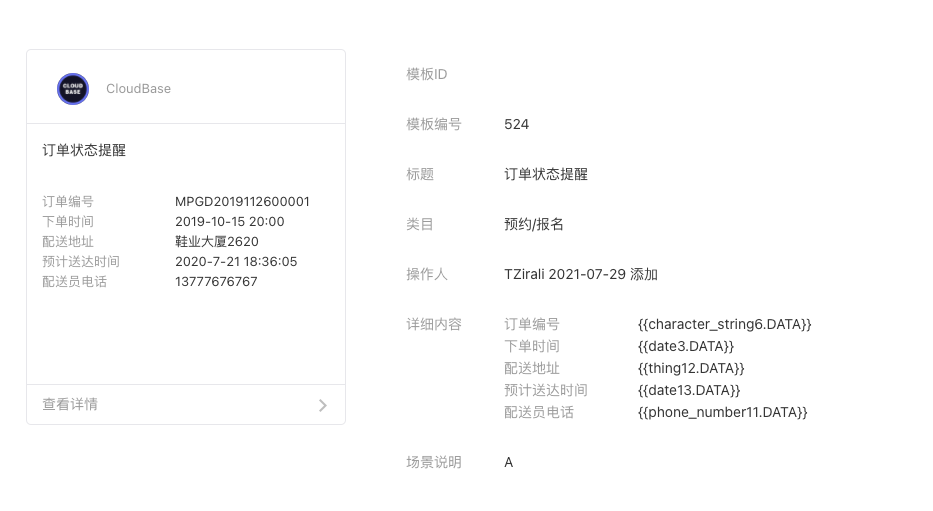 CLOUD
BASE
CloudBase
订单状态提醒
订单编号 MPGD2019112600001
下单时间 2019-10-15 20:00
配送地址 鞋业大厦2620
预计送达时间 2020-7-21 18:36:05
配送员电话 13777676767
查看详情
模板ID
模板编号 524
标题 订单状态提醒
类目 预约/报名
操作人 TZirali 2021-07-29 添加
详细内容 订单编号 {{character_string6.DATA}}
下单时间 {{date3.DATA}}
配送地址 {{thing12.DATA}}
预计送达时间 {{date13.DATA}}
配送员电话 {{phone_number11.DATA}}
场景说明 A